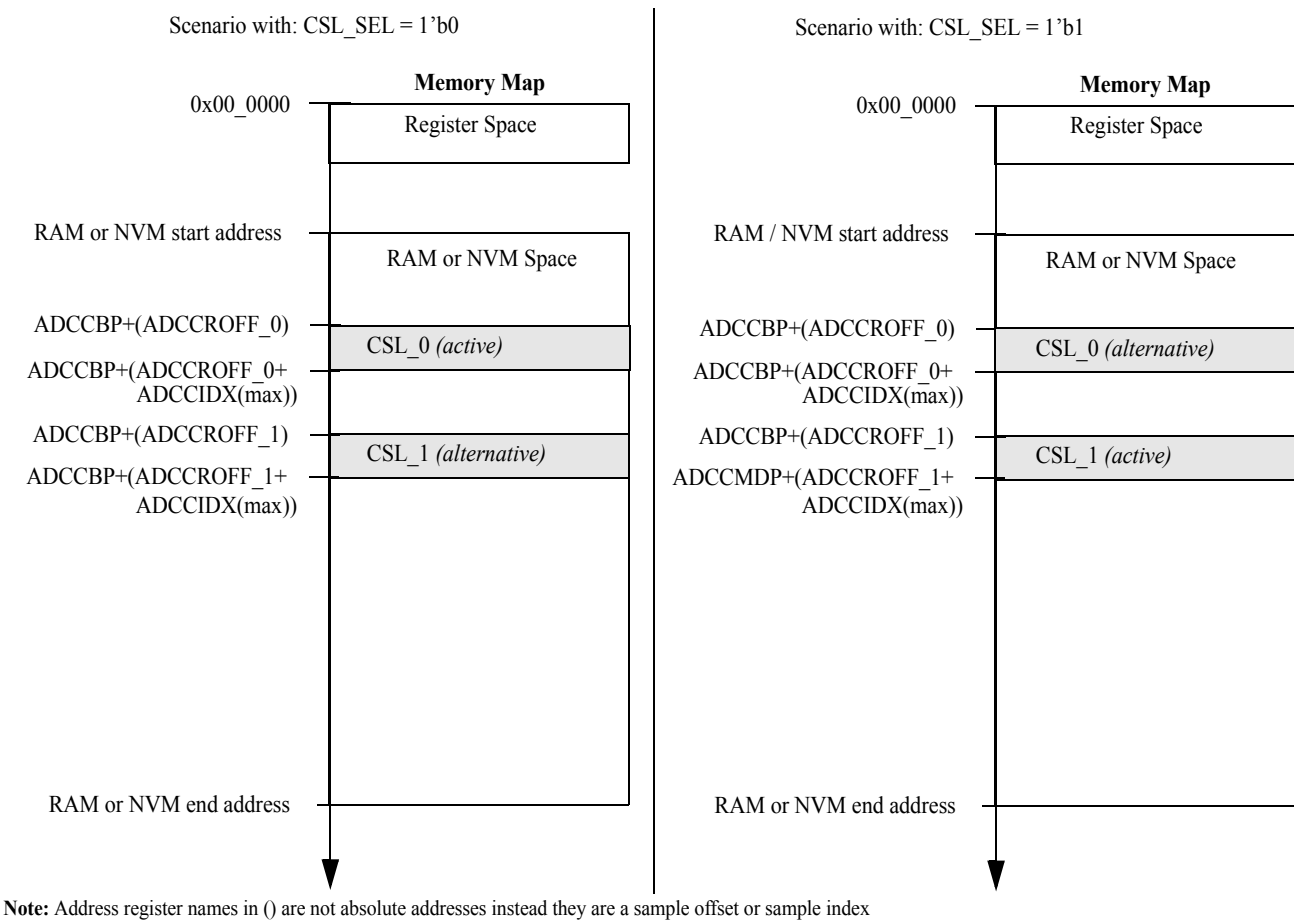 Scenario with: CSL_SEL = 1’b0
Memory Map
0x00_0000
Register Space
RAM or NVM start address
RAM or NVM Space
ADCCBP+(ADCCROFF_0)
CSL_0 (active)
ADCCBP+(ADCCROFF_0+
ADCCIDX(max))
ADCCBP+(ADCCROFF_1)
CSL_1 (alternative)
ADCCBP+(ADCCROFF_1+
ADCCIDX(max))
RAM or NVM end address
Scenario with: CSL_SEL = 1’b1
Memory Map
0x00_0000
Register Space
RAM / NVM start address
RAM or NVM Space
ADCCBP+(ADCCROFF_0)
CSL_0 (alternative)
ADCCBP+(ADCCROFF_0+
ADCCIDX(max))
ADCCBP+(ADCCROFF_1)
CSL_1 (active)
ADCCMDP+(ADCCROFF_1+
ADCCIDX(max))
RAM or NVM end address
Note: Address register names in () are not absolute addresses instead they are a sample offset or sample index